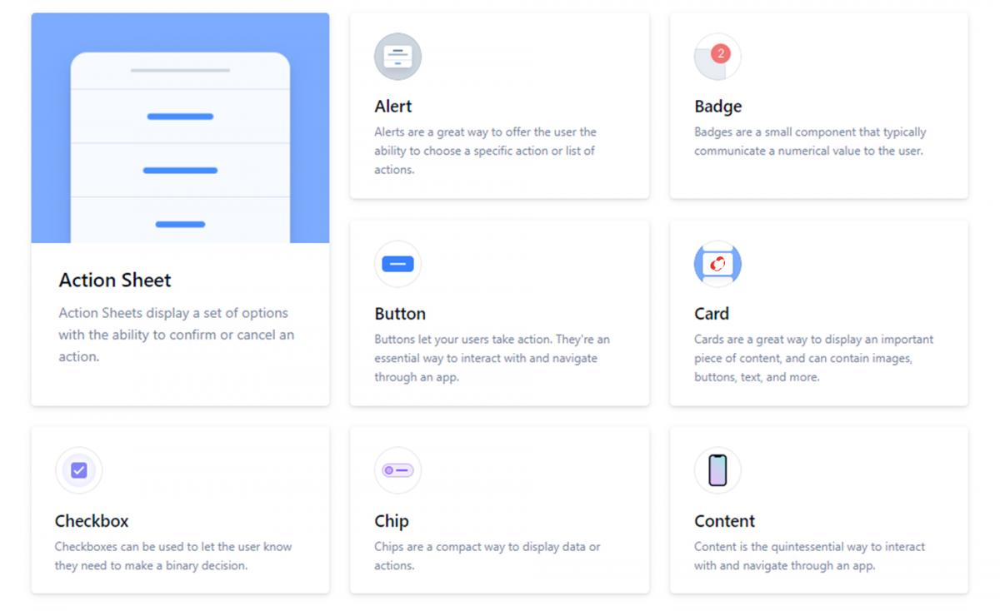 Action Sheet
Action Sheets display a set of options
with the ability to confirm or cancel an
action.
Alert
Alerts are a great way to offer the user the
ability to choose a specific action or list of
actions.
2
Badge
Badges are a small component that typically
communicate a numerical value to the user.
Button
Buttons let your users take action. They're an
essential way to interact with and navigate
through an app.
Card
Cards are a great way to display an important
piece of content, and can contain images,
buttons, text, and more.
Checkbox
Checkboxes can be used to let the user know
they need to make a binary decision.
Chip
Chips are a compact way to display data or
actions.
Content
Content is the quintessential way to interact
with and navigate through an app.